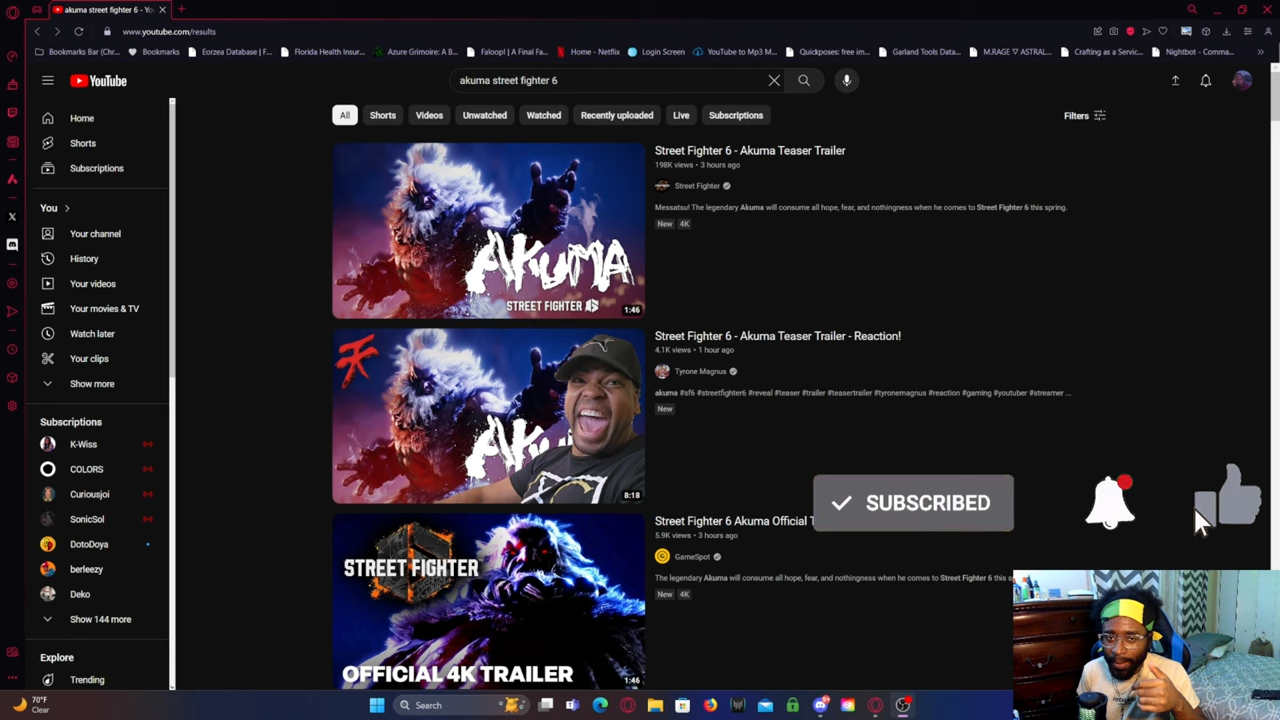 akuma street fighter 6 - Yo
www.youtube.com/results
Bookmarks Bar (Chr...
Bookmarks
Eorzea Database | F...
Florida Health Insur...
Azure Grimoire: A B...
Faloop! | A Final Fa...
Home - Netflix
Login Screen
YouTube to Mp3 M...
Quickposes: free im...
Garland Tools Data...
M.RAGE ▽ ASTRAL...
Crafting as a Servic...
Nightbot - Comma...
YouTube
akuma street fighter 6
All
Shorts
Videos
Unwatched
Watched
Recently uploaded
Live
Subscriptions
Filters
Home
Shorts
Subscriptions
You
Your channel
History
Your videos
Your movies & TV
Watch later
Your clips
Show more
Subscriptions
K-Wiss
COLORS
Curiousjoi
SonicSol
DotoDoya
berleezy
Deko
Show 144 more
Explore
Trending
AKUMA
STREET FIGHTER 6
1:46
Street Fighter 6 - Akuma Teaser Trailer
198K views • 3 hours ago
Street Fighter
Messatsu! The legendary Akuma will consume all hope, fear, and nothingness when he comes to Street Fighter 6 this spring.
New 4K
8:18
Street Fighter 6 - Akuma Teaser Trailer - Reaction!
4.1K views • 1 hour ago
Tyrone Magnus
akuma #sf6 #streetfighter6 #reveal #teaser #trailer #teasertrailer #tyronemagnus #reaction #gaming #youtuber #streamer ...
New
STREET FIGHTER
OFFICIAL 4K TRAILER
1:46
Street Fighter 6 Akuma Official T
5.9K views • 3 hours ago
GameSpot
The legendary Akuma will consume all hope, fear, and nothingness when he comes to Street Fighter 6 this s
New 4K
SUBSCRIBED
70°F
Clear
Search